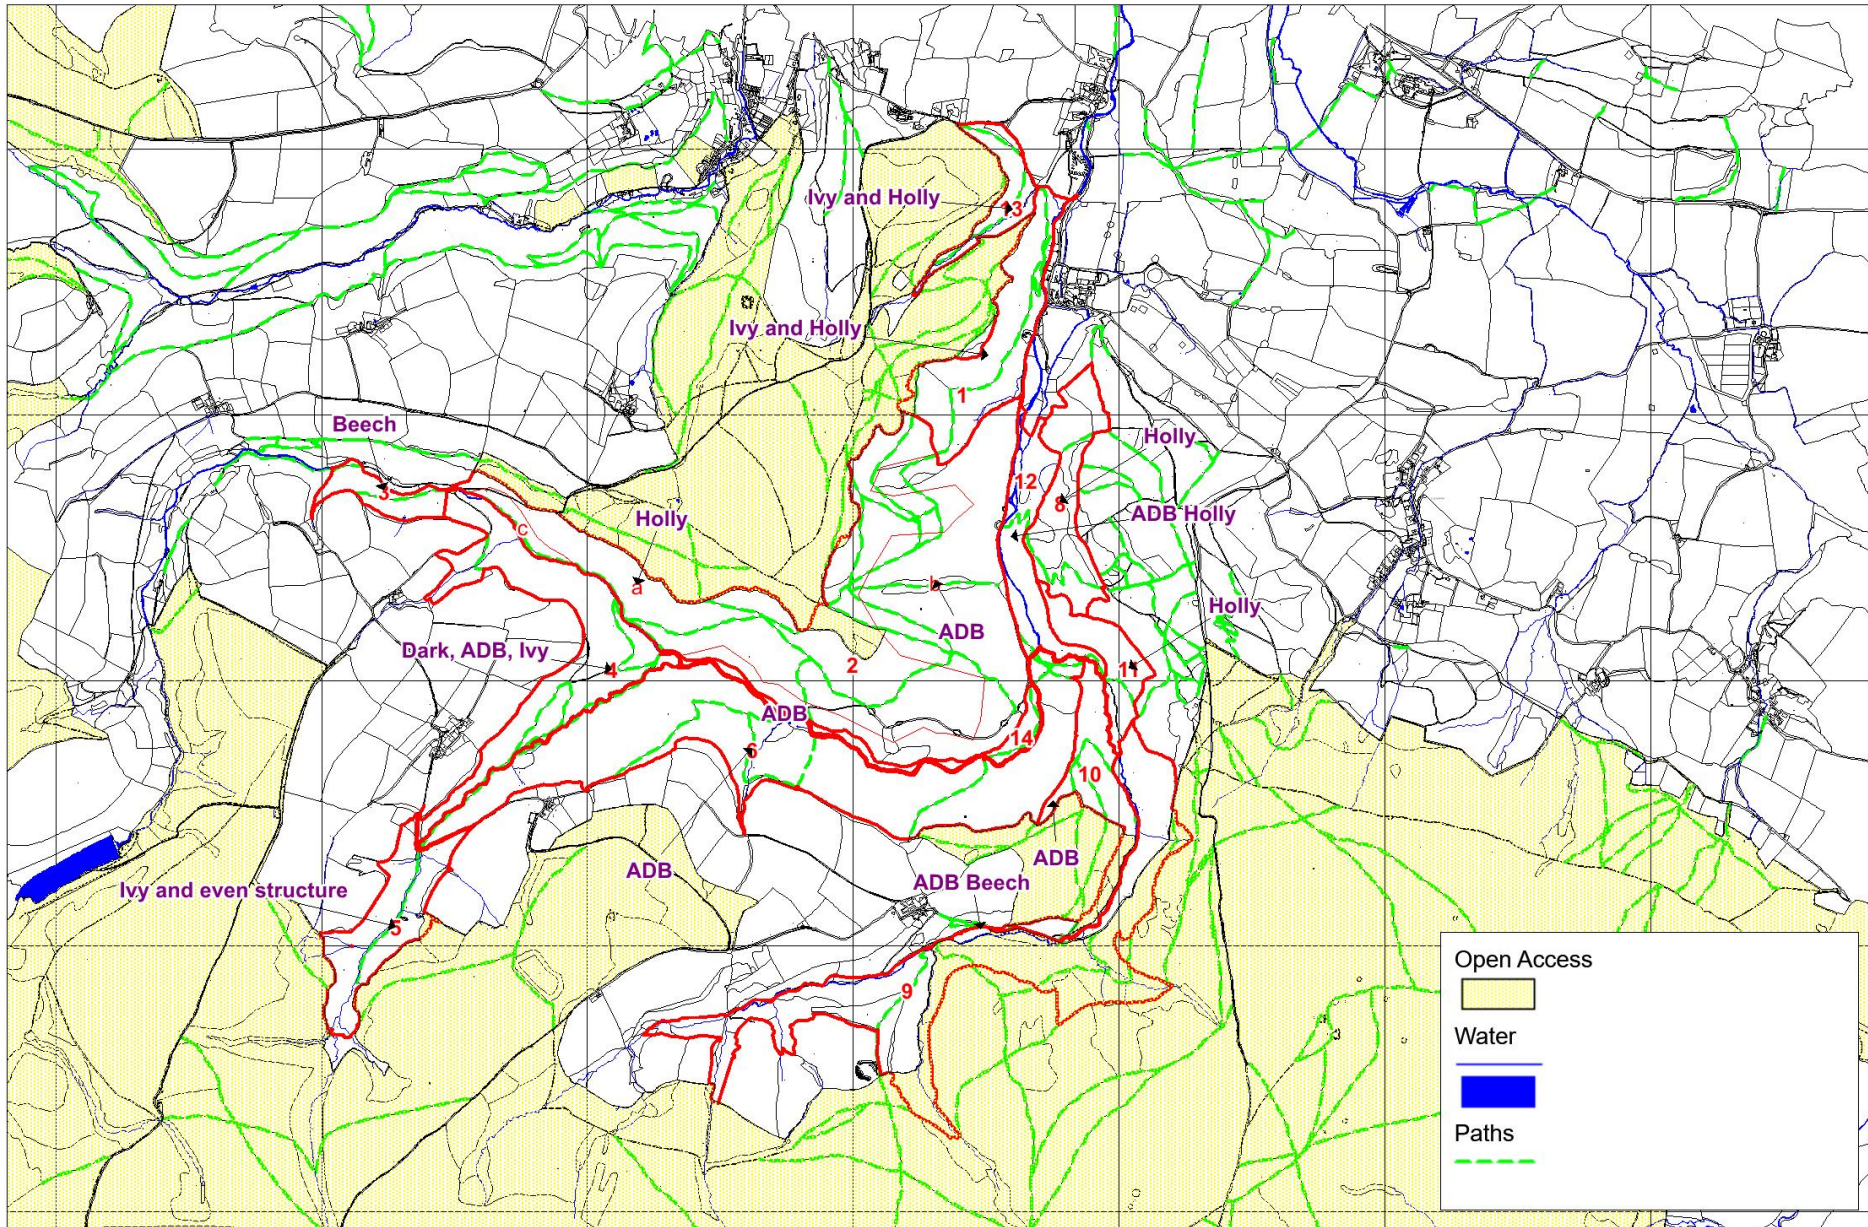 Ivy and Holly
13
Ivy and Holly
1
Beech
Holly
3
12
8
Holly
ADB Holly
c
a
b
Holly
ADB
Dark, ADB, Ivy
4
2
11
ADB
14
6
10
ADB
ADB
ADB Beech
Ivy and even structure
5
9
Open Access
Water
Paths